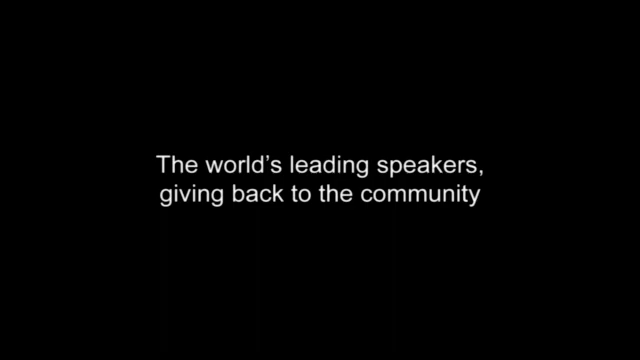 The world’s leading speakers,
giving back to the community